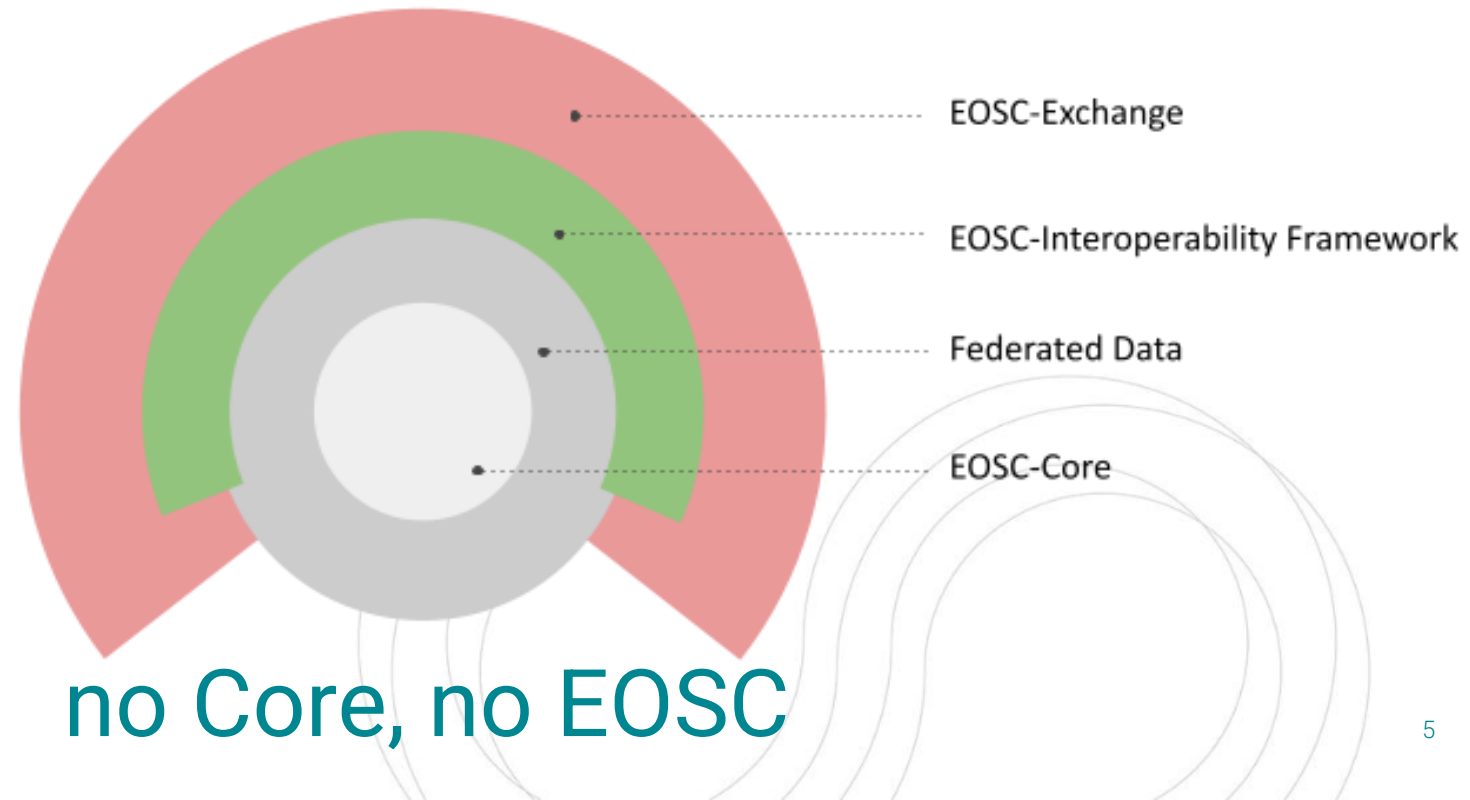 EOSC-Exchange
EOSC-Interoperability Framework
Federated Data
EOSC-Core
no Core, no EOSC
5